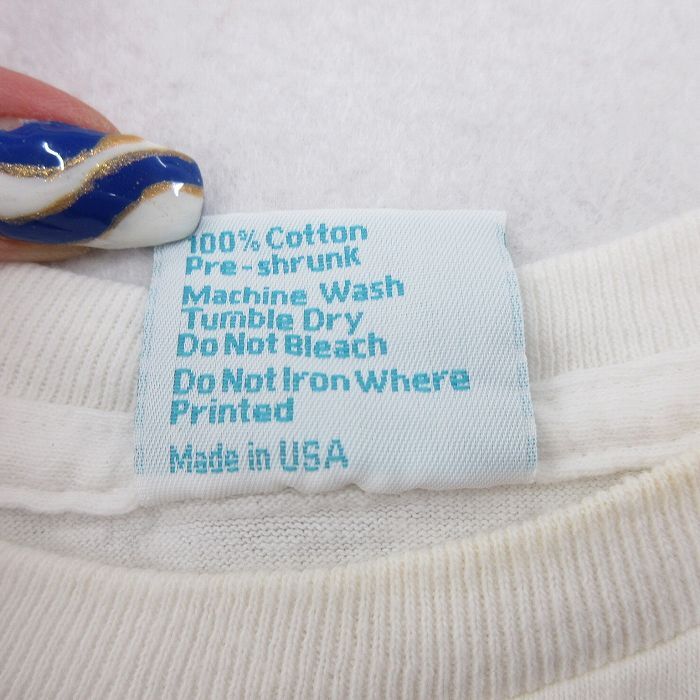 100% Cotton
Pre-shrunk
Machine Wash
Tumble Dry
Do Not Bleach
Do Not Iron Where
Printed
Made in USA